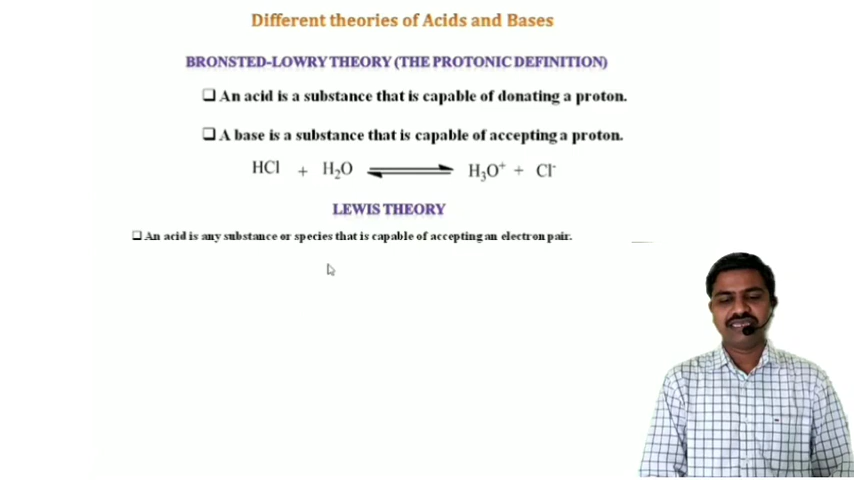 Different theories of Acids and Bases
BRONSTED-LOWRY THEORY (THE PROTONIC DEFINITION)
❑ An acid is a substance that is capable of donating a proton.
❑ A base is a substance that is capable of accepting a proton.
HCl + H₂O ⇌ H₃O⁺ + Cl⁻
LEWIS THEORY
❑ An acid is any substance or species that is capable of accepting an electron pair.